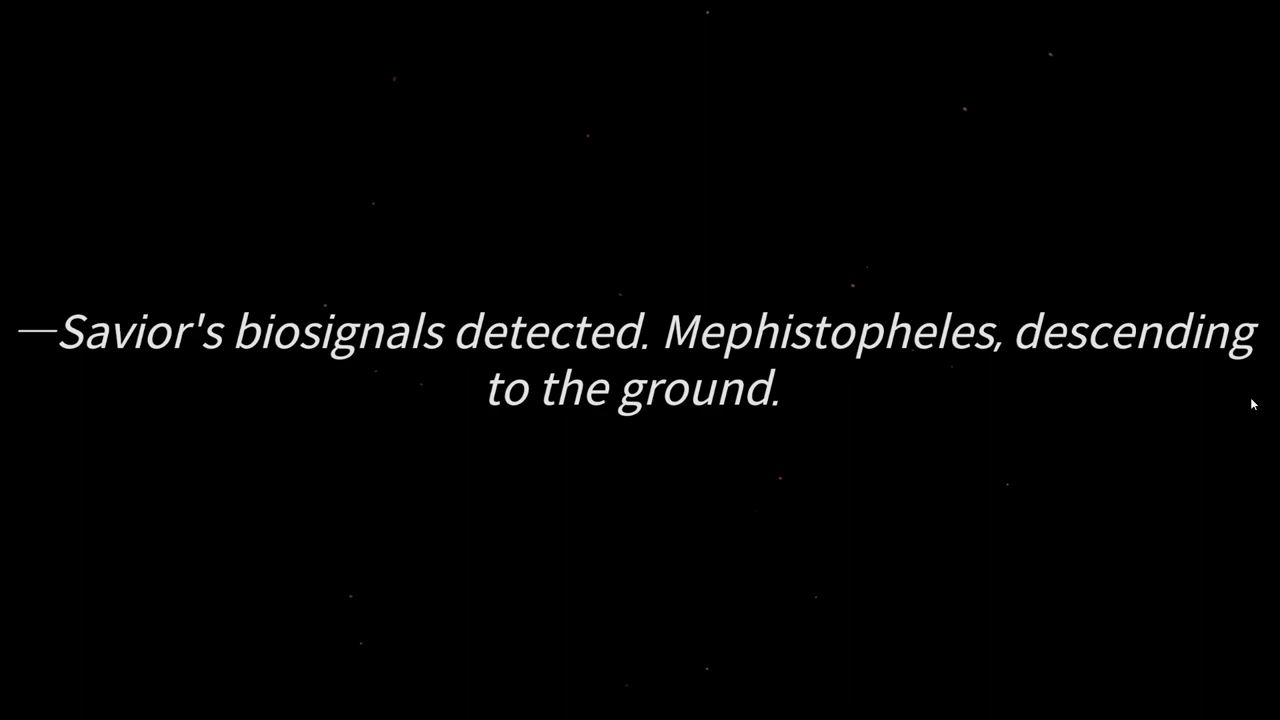 —Savior's biosignals detected. Mephistopheles, descending
to the ground.